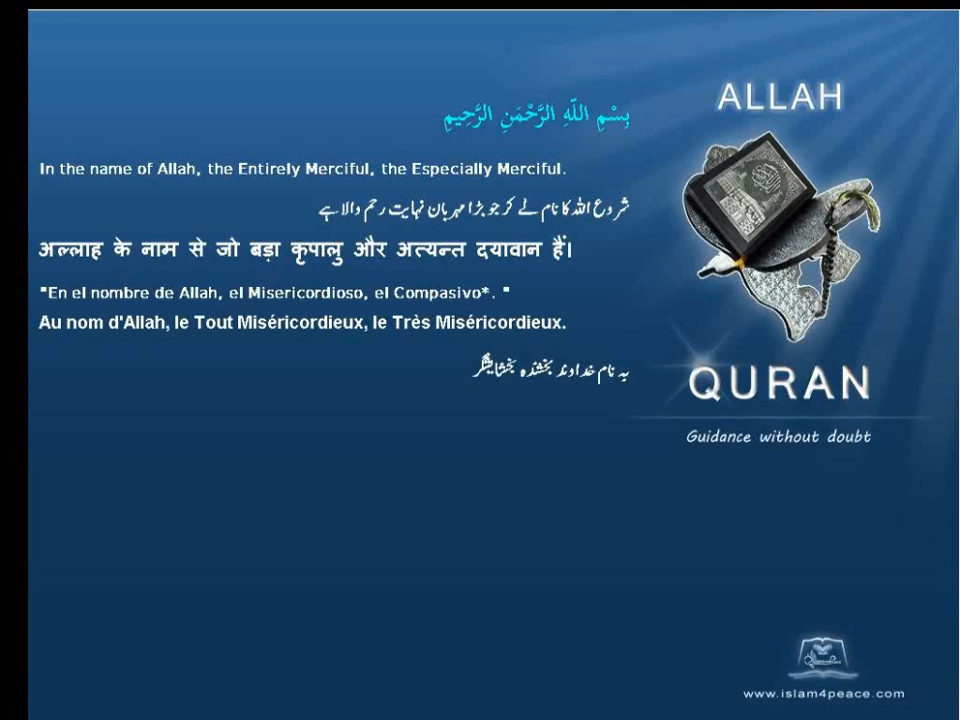 بِسْمِ اللَّهِ الرَّحْمَنِ الرَّحِيمِ
In the name of Allah, the Entirely Merciful, the Especially Merciful.
شروع الله کا نام لے کر جو بڑا مہربان نہایت رحم والا ہے
अल्लाह के नाम से जो बड़ा कृपालु और अत्यन्त दयावान हैं।
"En el nombre de Allah, el Misericordioso, el Compasivo*. "
Au nom d'Allah, le Tout Miséricordieux, le Très Miséricordieux.
به نام خداوند بخشنده بخشایشگر
ALLAH
QURAN
Guidance without doubt
www.islam4peace.com